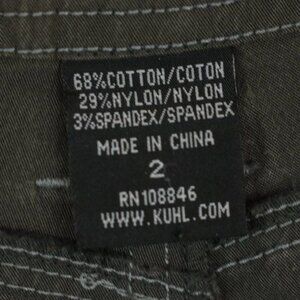 68%COTTON/COTON
29%NYLON/NYLON
3%SPANDEX/SPANDEX
MADE IN CHINA
2
RN108846
WWW.KUHL.COM